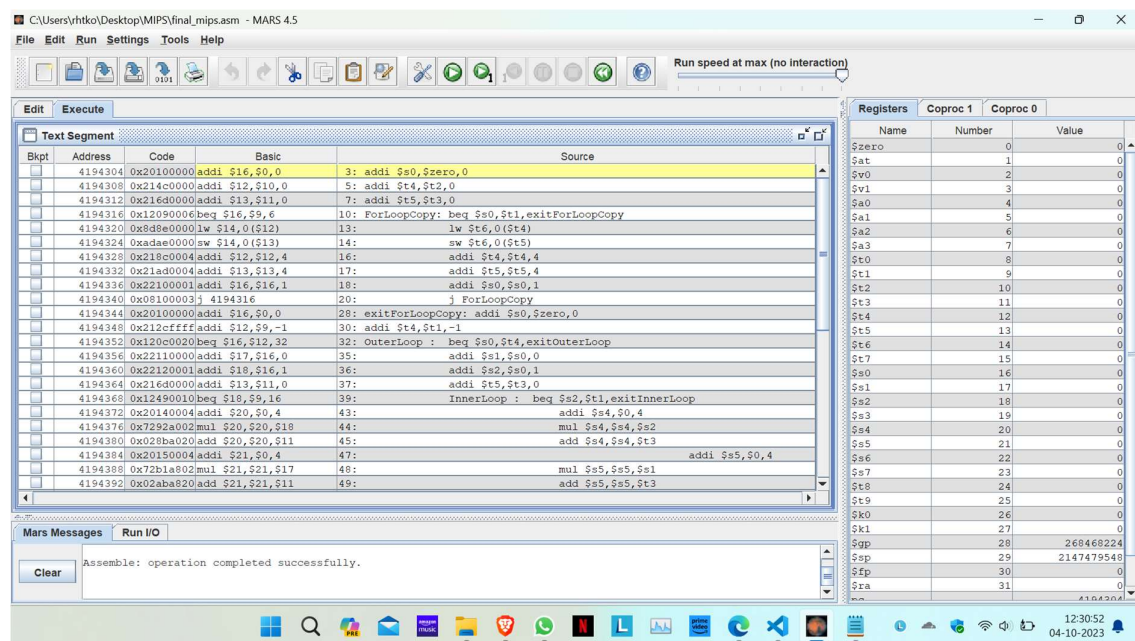 C:\Users\rhtko\Desktop\MIPS\final_mips.asm - MARS 4.5
File Edit Run Settings Tools Help
Run speed at max (no interaction)
Edit Execute
Text Segment
Bkpt Address Code Basic Source
4194304 0x20100000 addi $16,$0,0 3: addi $s0,$zero,0
4194308 0x214c0000 addi $12,$10,0 5: addi $t4,$t2,0
4194312 0x216d0000 addi $13,$11,0 7: addi $t5,$t3,0
4194316 0x12090006 beq $16,$9,6 10: ForLoopCopy: beq $s0,$t1,exitForLoopCopy
4194320 0x8d8e0000 lw $14,0($12) 13: lw $t6,0($t4)
4194324 0xadae0000 sw $14,0($13) 14: sw $t6,0($t5)
4194328 0x218c0004 addi $12,$12,4 16: addi $t4,$t4,4
4194332 0x21ad0004 addi $13,$13,4 17: addi $t5,$t5,4
4194336 0x22100001 addi $16,$16,1 18: addi $s0,$s0,1
4194340 0x08100003 j 4194316 20: j ForLoopCopy
4194344 0x20100000 addi $16,$0,0 28: exitForLoopCopy: addi $s0,$zero,0
4194348 0x212cffff addi $12,$9,-1 30: addi $t4,$t1,-1
4194352 0x120c0020 beq $16,$12,32 32: OuterLoop : beq $s0,$t4,exitOuterLoop
4194356 0x22110000 addi $17,$16,0 35: addi $s1,$s0,0
4194360 0x22120001 addi $18,$16,1 36: addi $s2,$s0,1
4194364 0x216d0000 addi $13,$11,0 37: addi $t5,$t3,0
4194368 0x12490010 beq $18,$9,16 39: InnerLoop : beq $s2,$t1,exitInnerLoop
4194372 0x20140004 addi $20,$0,4 43: addi $s4,$0,4
4194376 0x7292a002 mul $20,$20,$18 44: mul $s4,$s4,$s2
4194380 0x028ba020 add $20,$20,$11 45: add $s4,$s4,$t3
4194384 0x20150004 addi $21,$0,4 47: addi $s5,$0,4
4194388 0x72b1a802 mul $21,$21,$17 48: mul $s5,$s5,$s1
4194392 0x02aba820 add $21,$21,$11 49: add $s5,$s5,$t3
Mars Messages Run I/O
Assemble: operation completed successfully.
Clear
Registers Coproc 1 Coproc 0
Name Number Value
$zero 0 0
$at 1 0
$v0 2 0
$v1 3 0
$a0 4 0
$a1 5 0
$a2 6 0
$a3 7 0
$t0 8 0
$t1 9 0
$t2 10 0
$t3 11 0
$t4 12 0
$t5 13 0
$t6 14 0
$t7 15 0
$s0 16 0
$s1 17 0
$s2 18 0
$s3 19 0
$s4 20 0
$s5 21 0
$s6 22 0
$s7 23 0
$t8 24 0
$t9 25 0
$k0 26 0
$k1 27 0
$gp 28 268468224
$sp 29 2147479548
$fp 30 0
$ra 31 0
pc 4194304
12:30:52
04-10-2023